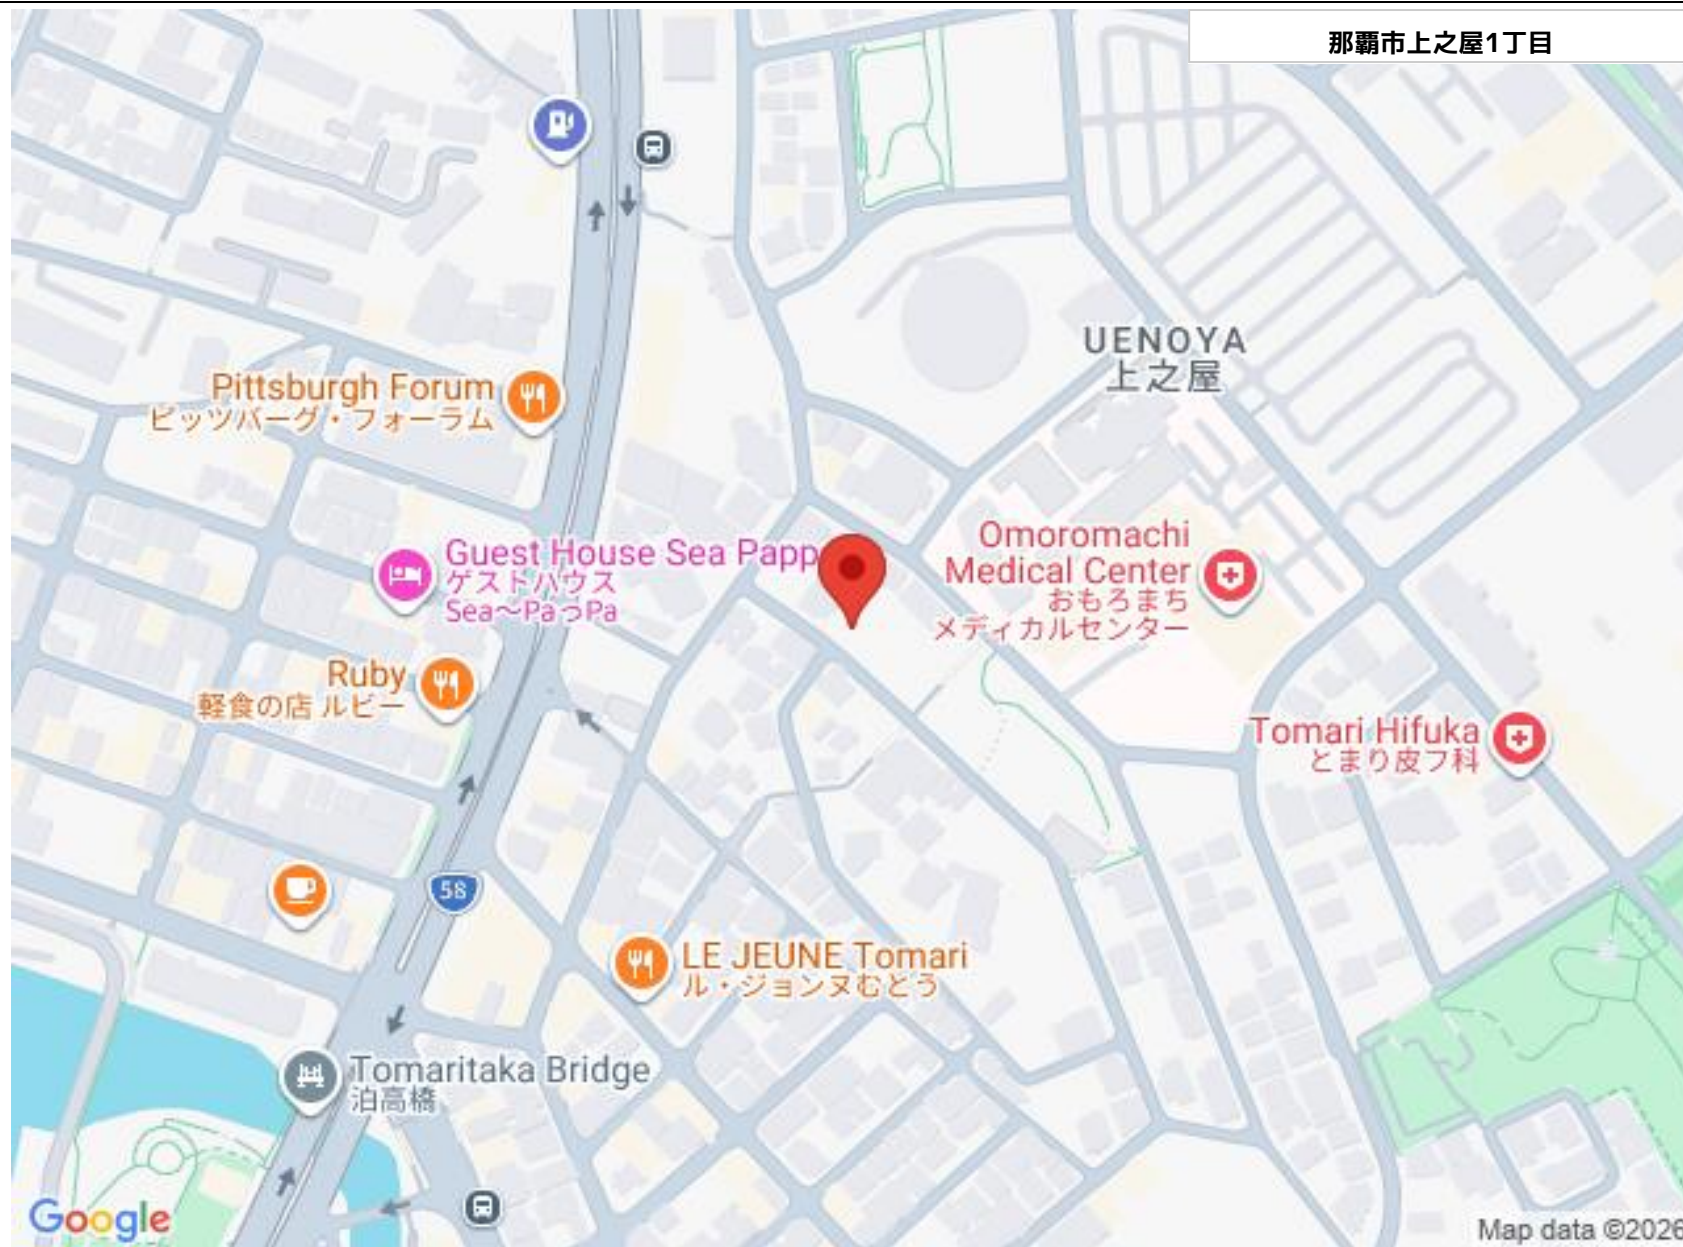 那覇市上之屋1丁目
UENOYA
上之屋
Pittsburgh Forum
ピッツバーグ・フォーラム
Guest House Sea Papp
ゲストハウス
Sea～PaっPa
Omoromachi
Medical Center
おもろまち
メディカルセンター
Ruby
軽食の店 ルビー
Tomari Hifuka
とまり皮フ科
58
LE JEUNE Tomari
ル・ジョンヌむとう
Tomaritaka Bridge
泊高橋
Google
Map data ©2026